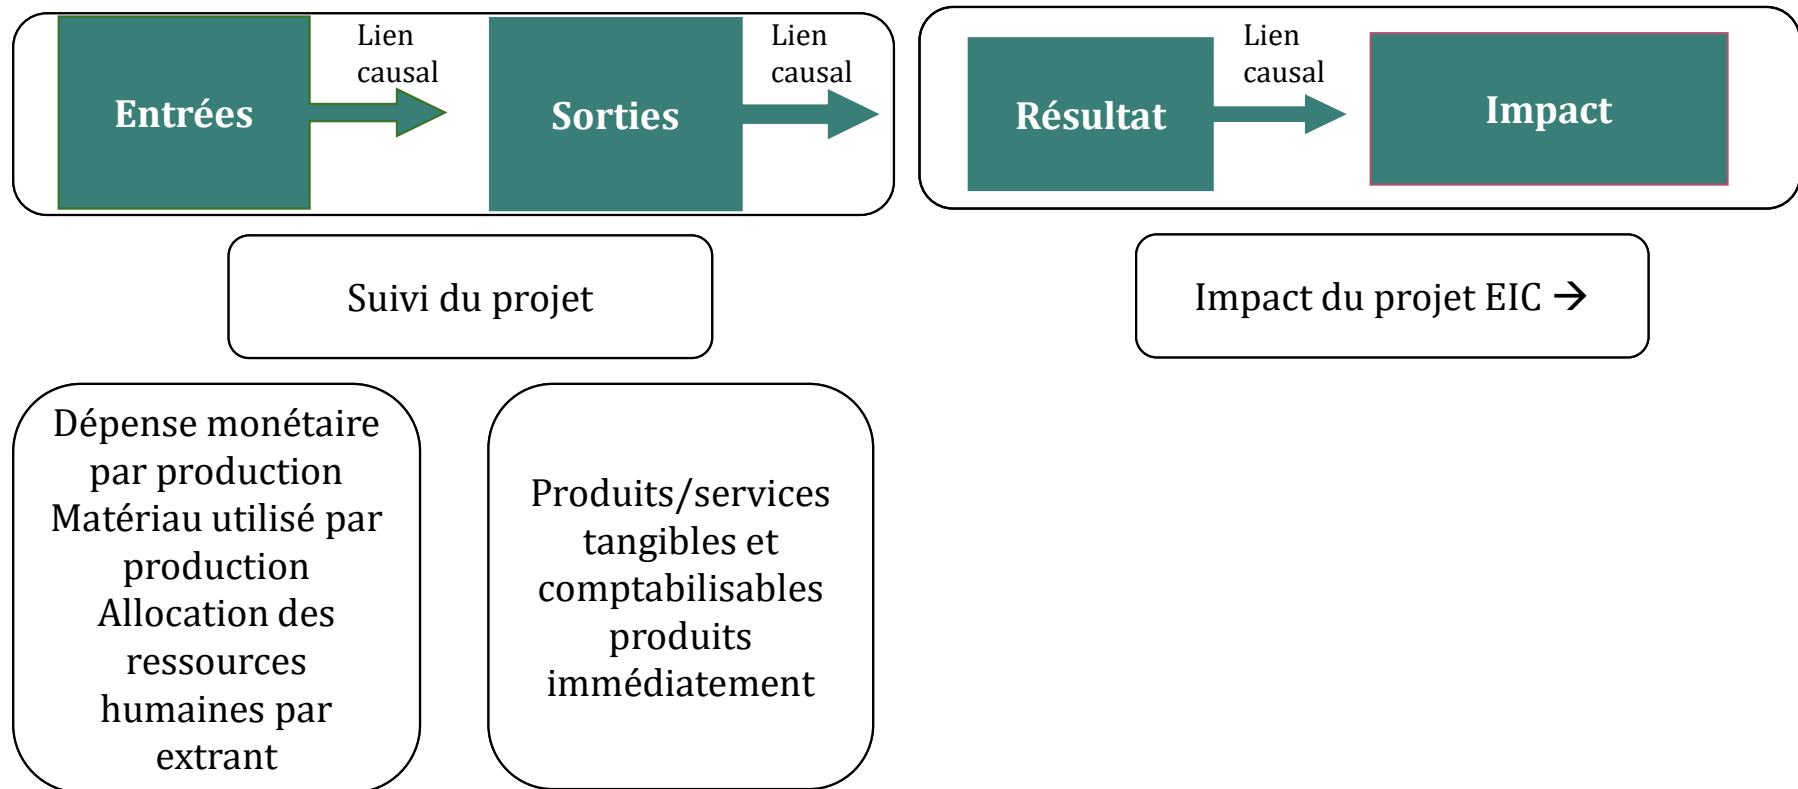 Entrées
Lien
causal
Sorties
Lien
causal
Résultat
Lien
causal
Impact
Suivi du projet
Impact du projet EIC →
Dépense monétaire
par production
Matériau utilisé par
production
Allocation des
ressources
humaines par
extrant
Produits/services
tangibles et
comptabilisables
produits
immédiatement